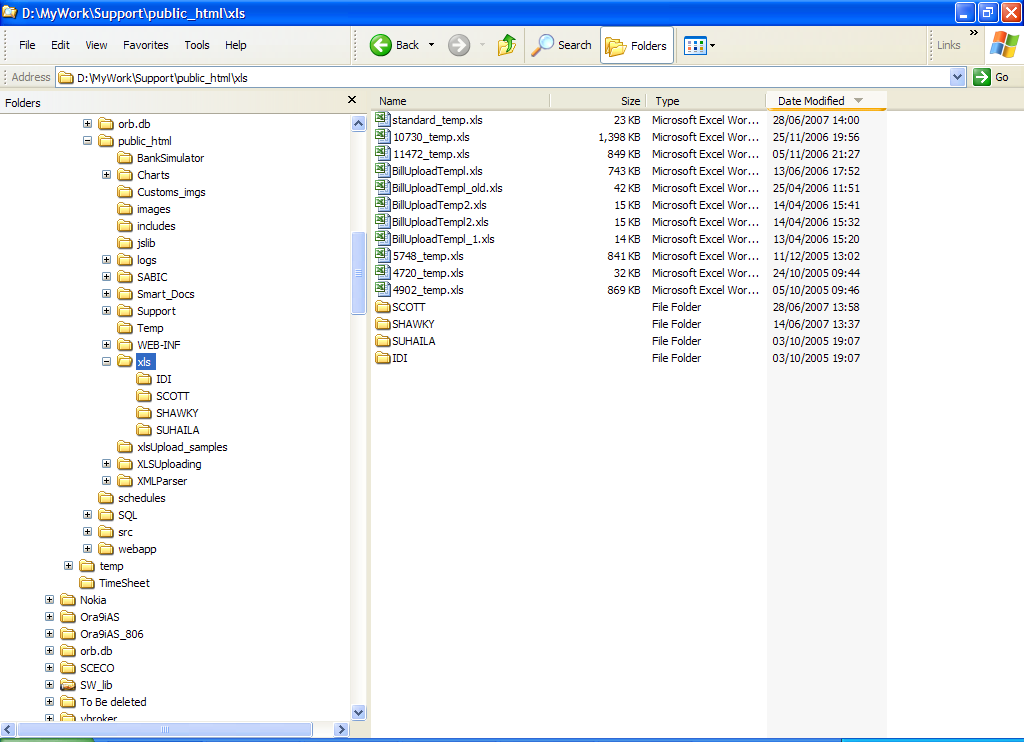 D:\MyWork\Support\public_html\xls
File Edit View Favorites Tools Help Back Search Folders Links »
Address D:\MyWork\Support\public_html\xls Go
Folders
orb.db
public_html
BankSimulator
Charts
Customs_imgs
images
includes
jslib
logs
SABIC
Smart_Docs
Support
Temp
WEB-INF
xls
IDI
SCOTT
SHAWKY
SUHAILA
xlsUpload_samples
XLSUploading
XMLParser
schedules
SQL
src
webapp
temp
TimeSheet
Nokia
Ora9iAS
Ora9iAS_806
orb.db
SCECO
SW_lib
To Be deleted
vbroker
Name Size Type Date Modified
standard_temp.xls 23 KB Microsoft Excel Wor... 28/06/2007 14:00
10730_temp.xls 1,398 KB Microsoft Excel Wor... 25/11/2006 19:56
11472_temp.xls 849 KB Microsoft Excel Wor... 05/11/2006 21:27
BillUploadTempl.xls 743 KB Microsoft Excel Wor... 13/06/2006 17:52
BillUploadTempl_old.xls 42 KB Microsoft Excel Wor... 25/04/2006 11:51
BillUploadTemp2.xls 15 KB Microsoft Excel Wor... 14/04/2006 15:41
BillUploadTempl2.xls 15 KB Microsoft Excel Wor... 14/04/2006 15:32
BillUploadTempl_1.xls 14 KB Microsoft Excel Wor... 13/04/2006 15:20
5748_temp.xls 841 KB Microsoft Excel Wor... 11/12/2005 13:02
4720_temp.xls 32 KB Microsoft Excel Wor... 24/10/2005 09:44
4902_temp.xls 869 KB Microsoft Excel Wor... 05/10/2005 09:46
SCOTT File Folder 28/06/2007 13:58
SHAWKY File Folder 14/06/2007 13:37
SUHAILA File Folder 03/10/2005 19:07
IDI File Folder 03/10/2005 19:07